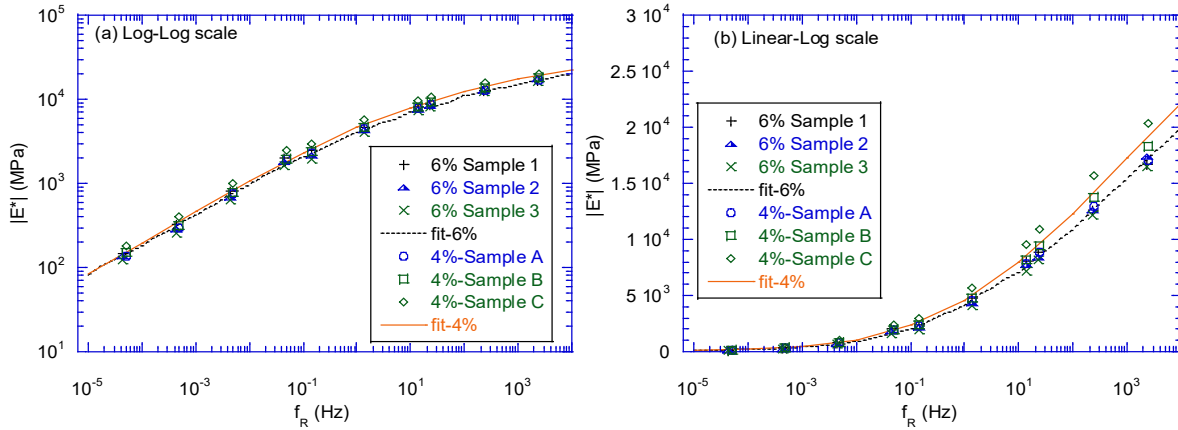 (a) Log-Log scale
|E*| (MPa)
10^5
10^4
10^3
10^2
10^1
10^-5
10^-3
10^-1
10^1
10^3
f_R (Hz)
6% Sample 1
6% Sample 2
6% Sample 3
fit-6%
4%-Sample A
4%-Sample B
4%-Sample C
fit-4%
(b) Linear-Log scale
|E*| (MPa)
3 10^4
2.5 10^4
2 10^4
1.5 10^4
1 10^4
5 10^3
0
10^-5
10^-3
10^-1
10^1
10^3
f_R (Hz)
6% Sample 1
6% Sample 2
6% Sample 3
fit-6%
4%-Sample A
4%-Sample B
4%-Sample C
fit-4%